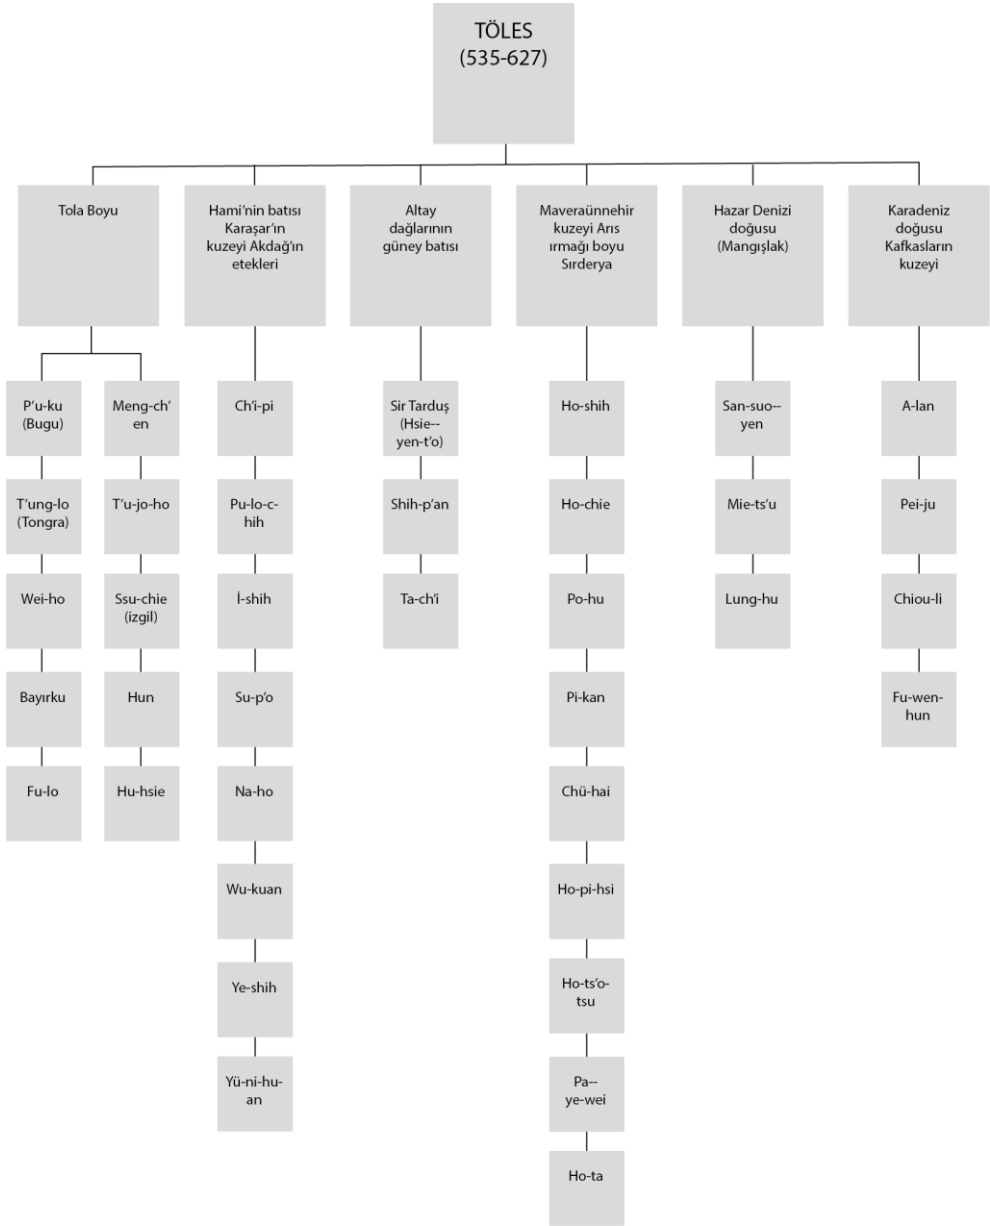 TÖLES
(535-627)
Tola Boyu
Hami'nin batısı
Karaşar'ın
kuzeyi Akdağ'ın
etekleri
Altay
dağlarının
güney batısı
Maveraünnehir
kuzeyi Arıs
ırmağı boyu
Sırderya
Hazar Denizi
doğusu
(Mangışlak)
Karadeniz
doğusu
Kafkasların
kuzeyi
P'u-ku
(Bugu)
T'ung-lo
(Tongra)
Wei-ho
Bayırku
Fu-lo
Meng-ch'
en
T'u-jo-ho
Ssu-chie
(izgil)
Hun
Hu-hsie
Ch'i-pi
Pu-lo-c-
hih
İ-shih
Su-p'o
Na-ho
Wu-kuan
Ye-shih
Yü-ni-hu-
an
Sir Tarduş
(Hsie--
yen-t'o)
Shih-p'an
Ta-ch'i
Ho-shih
Ho-chie
Po-hu
Pi-kan
Chü-hai
Ho-pi-hsi
Ho-ts'o-
tsu
Pa--
ye-wei
Ho-ta
San-suo--
yen
Mie-ts'u
Lung-hu
A-lan
Pei-ju
Chiou-li
Fu-wen-
hun